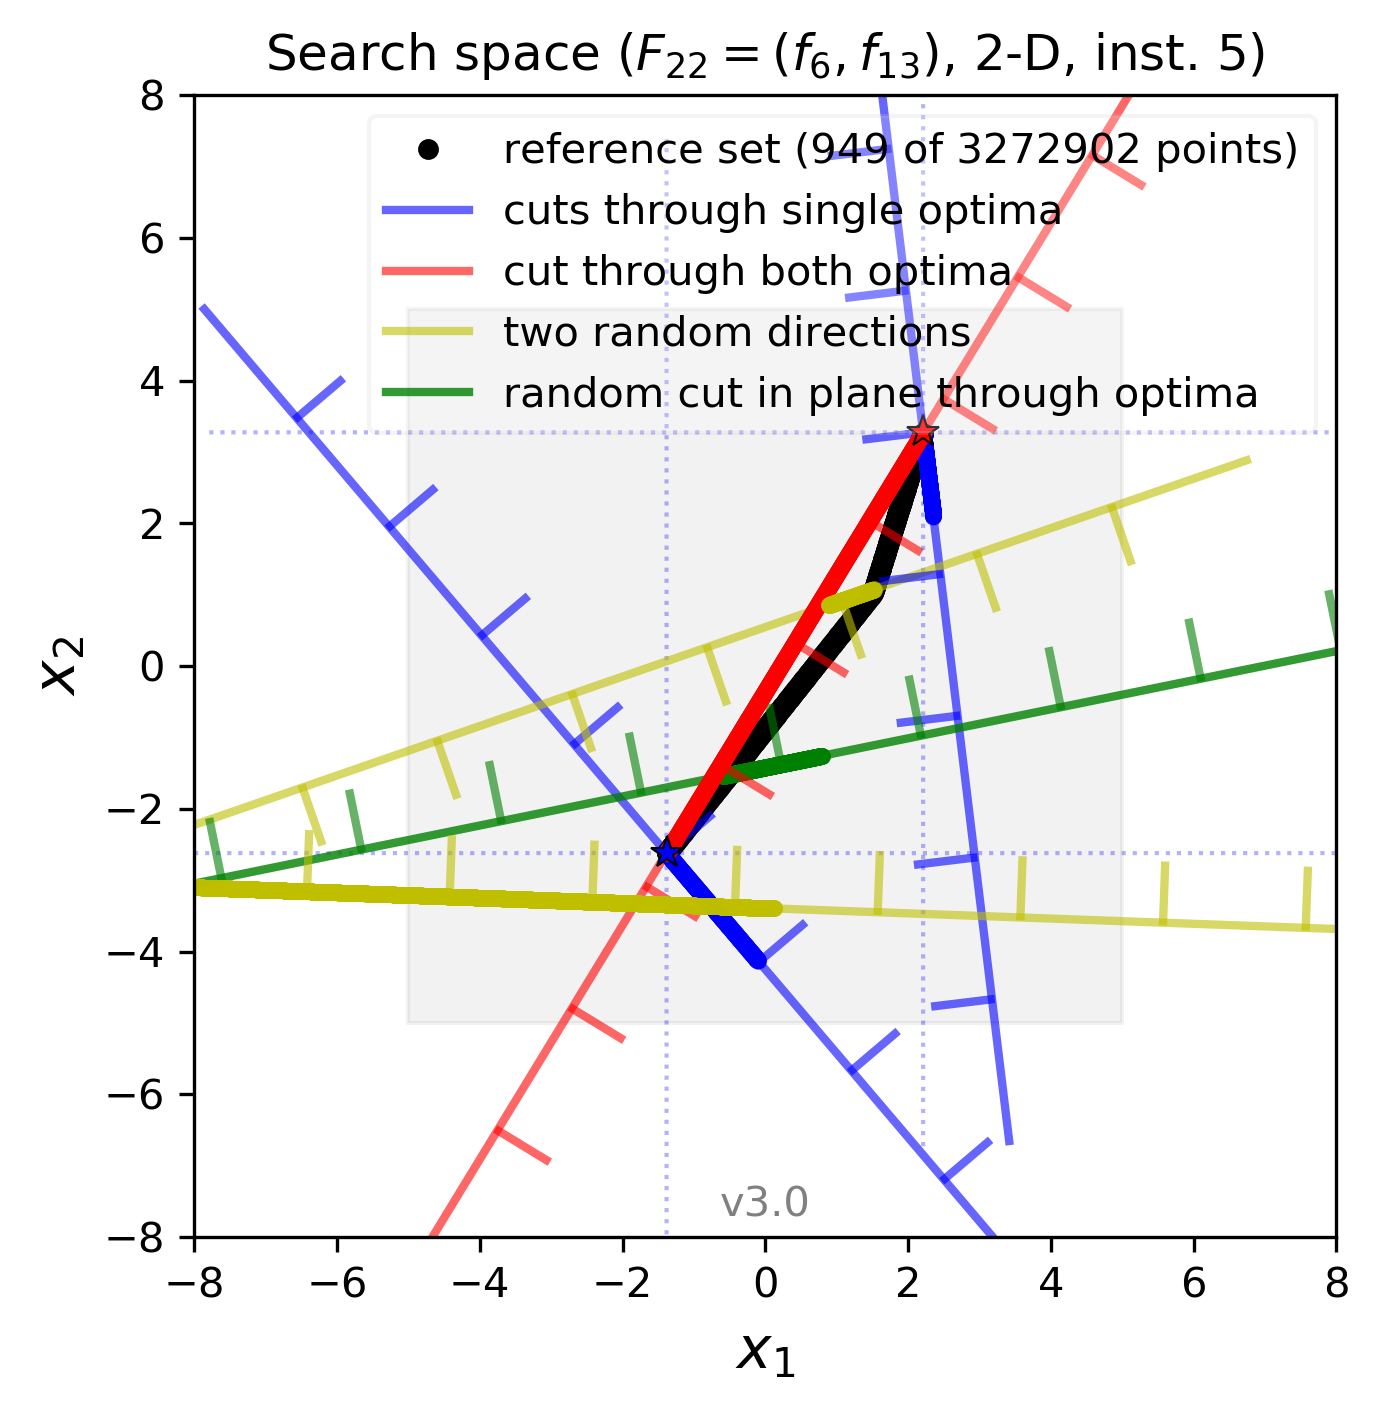 Search space (F22 = (f6, f13), 2-D, inst. 5)
reference set (949 of 3272902 points)
cuts through single optima
cut through both optima
two random directions
random cut in plane through optima
8
6
4
2
0
−2
−4
−6
−8
x2
v3.0
−8 −6 −4 −2 0 2 4 6 8
x1